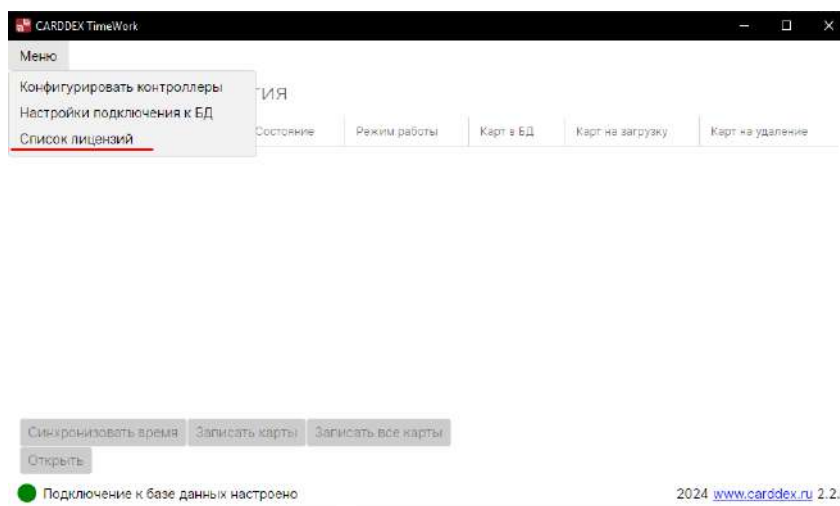 CARDDEX TimeWork
Меню
Конфигурировать контроллеры
Настройки подключения к БД
Список лицензий
тия
Состояние Режим работы Карт в БД Карт на загрузку Карт на удаление
Синхронизовать время Записать карты Записать все карты
Открыть
Подключение к базе данных настроено 2024 www.carddex.ru 2.2.